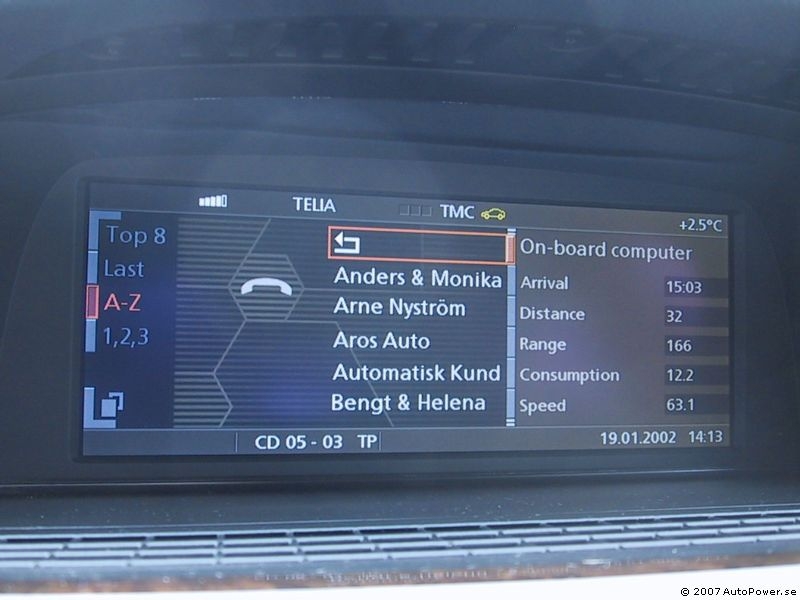 TELIA
TMC
+2.5°C
Top 8
Last
A-Z
1,2,3
Anders & Monika
Arne Nyström
Aros Auto
Automatisk Kund
Bengt & Helena
On-board computer
Arrival 15:03
Distance 32
Range 166
Consumption 12.2
Speed 63.1
CD 05 - 03 TP
19.01.2002 14:13
© 2007 AutoPower.se